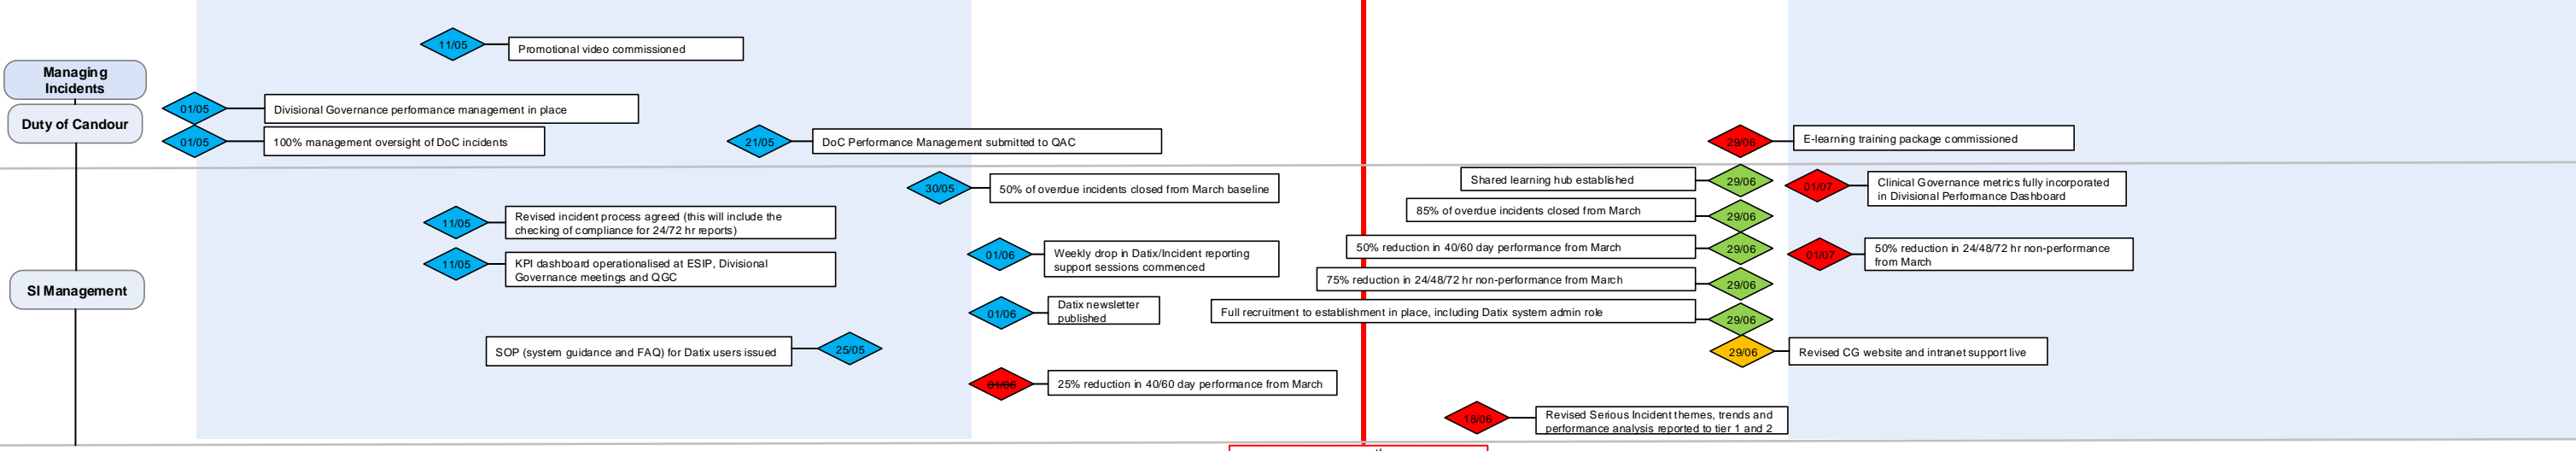 11/05
Promotional video commissioned
Managing
Incidents
01/05
Divisional Governance performance management in place
Duty of Candour
01/05
100% management oversight of DoC incidents
21/05
DoC Performance Management submitted to QAC
29/06
E-learning training package commissioned
30/05
50% of overdue incidents closed from March baseline
Shared learning hub established
29/06
01/07
Clinical Governance metrics fully incorporated
in Divisional Performance Dashboard
11/05
Revised incident process agreed (this will include the
checking of compliance for 24/72 hr reports)
85% of overdue incidents closed from March
29/06
11/05
KPI dashboard operationalised at ESIP, Divisional
Governance meetings and QGC
01/06
Weekly drop in Datix/Incident reporting
support sessions commenced
50% reduction in 40/60 day performance from March
29/06
01/07
50% reduction in 24/48/72 hr non-performance
from March
SI Management
75% reduction in 24/48/72 hr non-performance from March
29/06
01/06
Datix newsletter
published
Full recruitment to establishment in place, including Datix system admin role
29/06
SOP (system guidance and FAQ) for Datix users issued
25/05
29/06
Revised CG website and intranet support live
01/06
25% reduction in 40/60 day performance from March
18/06
Revised Serious Incident themes, trends and
performance analysis reported to tier 1 and 2